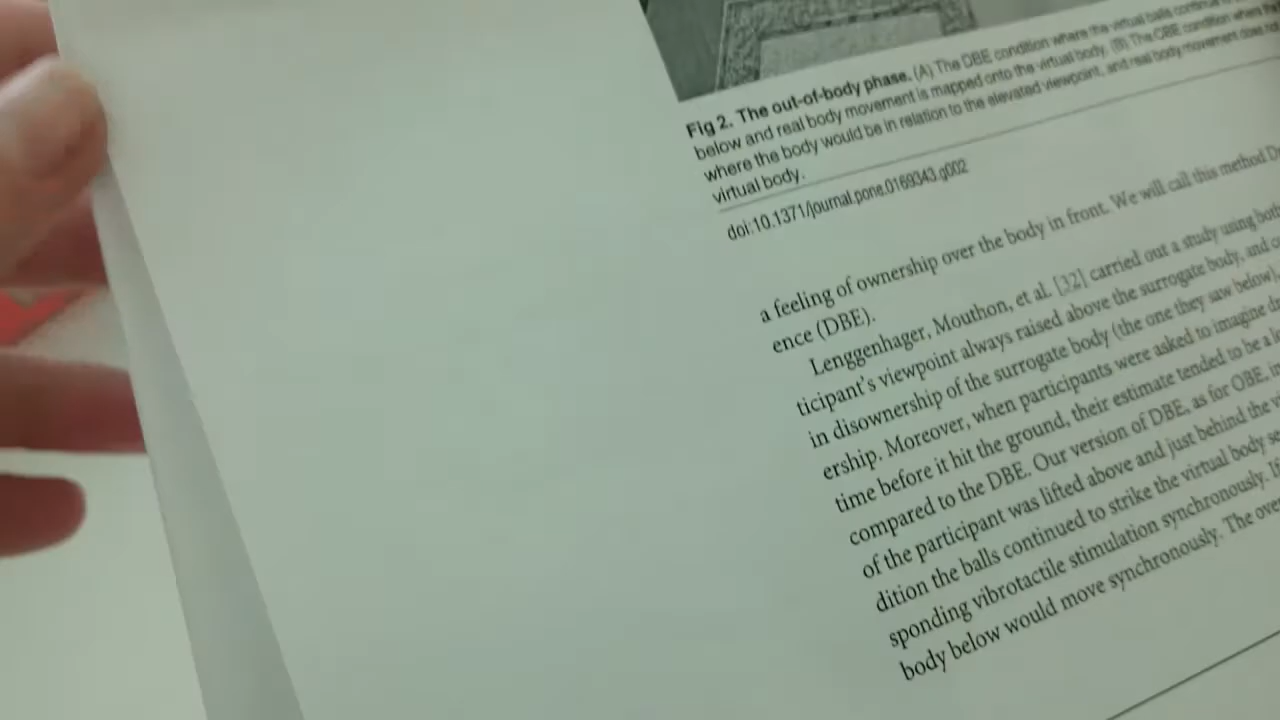 Fig 2. The out-of-body phase. (A) The DBE condition where the virtual balls continue
below and real body movement is mapped onto the virtual body. (B) The OBE condition where
where the body would be in relation to the elevated viewpoint, and real body movement does
virtual body.
doi:10.1371/journal.pone.0169343.g002
a feeling of ownership over the body in front. We will call this method
ence (DBE).
Lenggenhager, Mouthon, et al. [32] carried out a study using both
ticipant's viewpoint always raised above the surrogate body, and
in disownership of the surrogate body (the one they saw below)
ership. Moreover, when participants were asked to imagine
time before it hit the ground, their estimate tended to be a
compared to the DBE. Our version of DBE, as for OBE,
of the participant was lifted above and just behind the
dition the balls continued to strike the virtual body
sponding vibrotactile stimulation synchronously.
body below would move synchronously. The